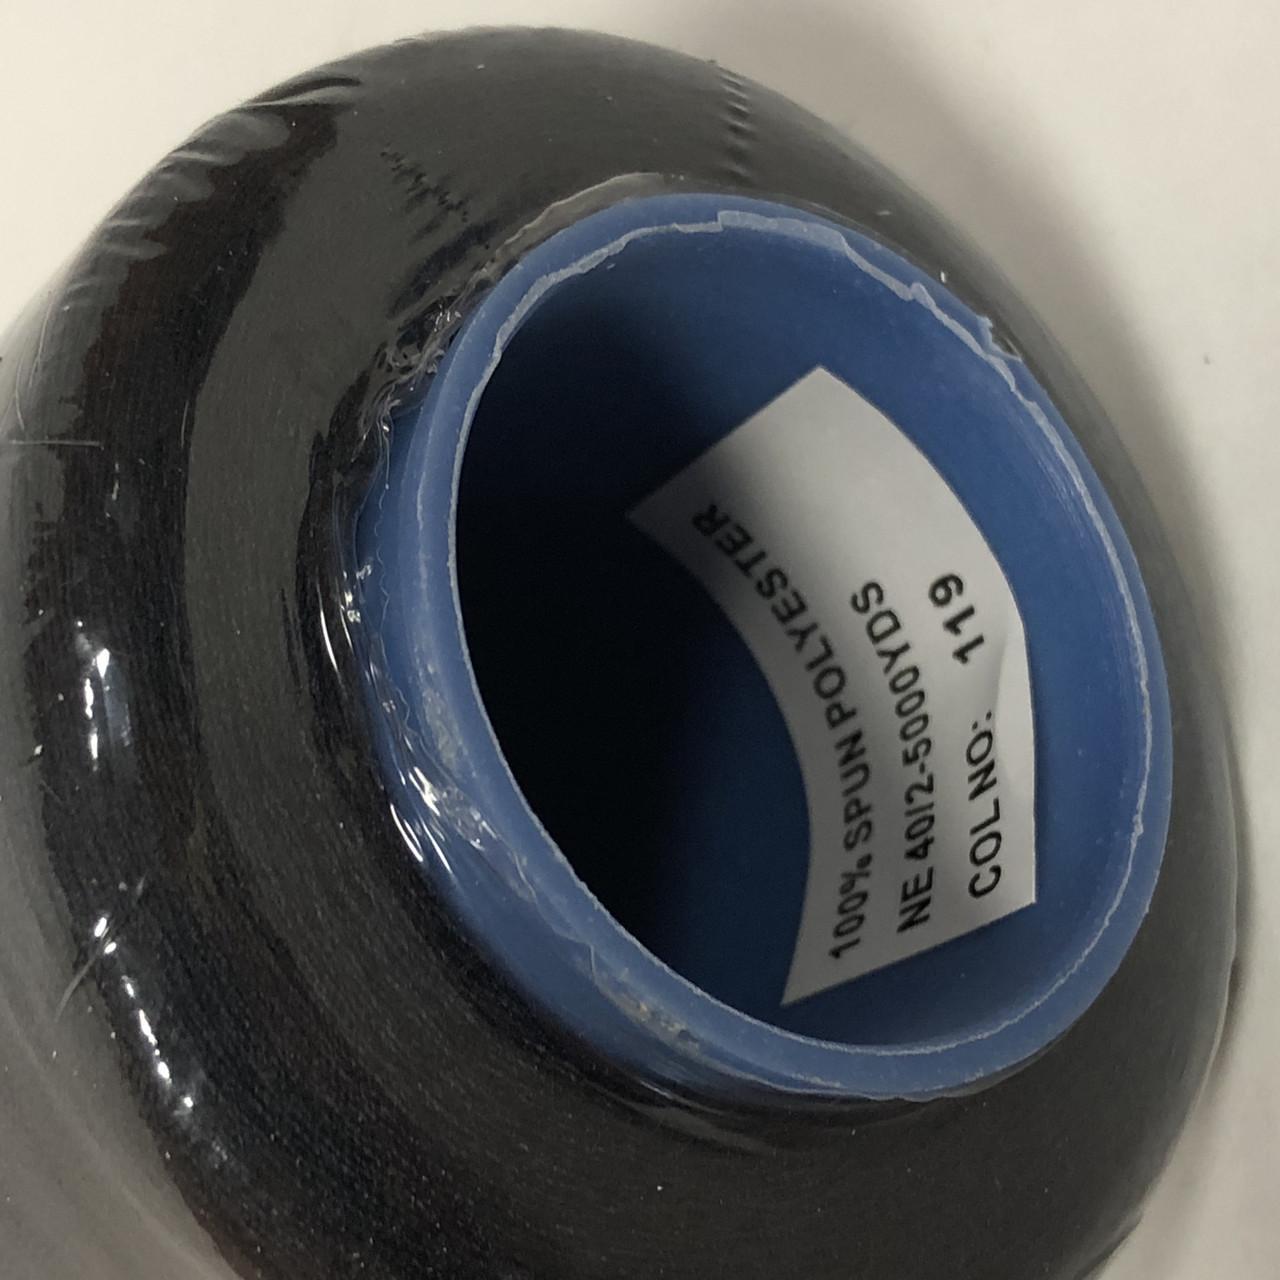 100% SPUN POLYESTER
NE 40/2-5000YDS
COL NO: 119